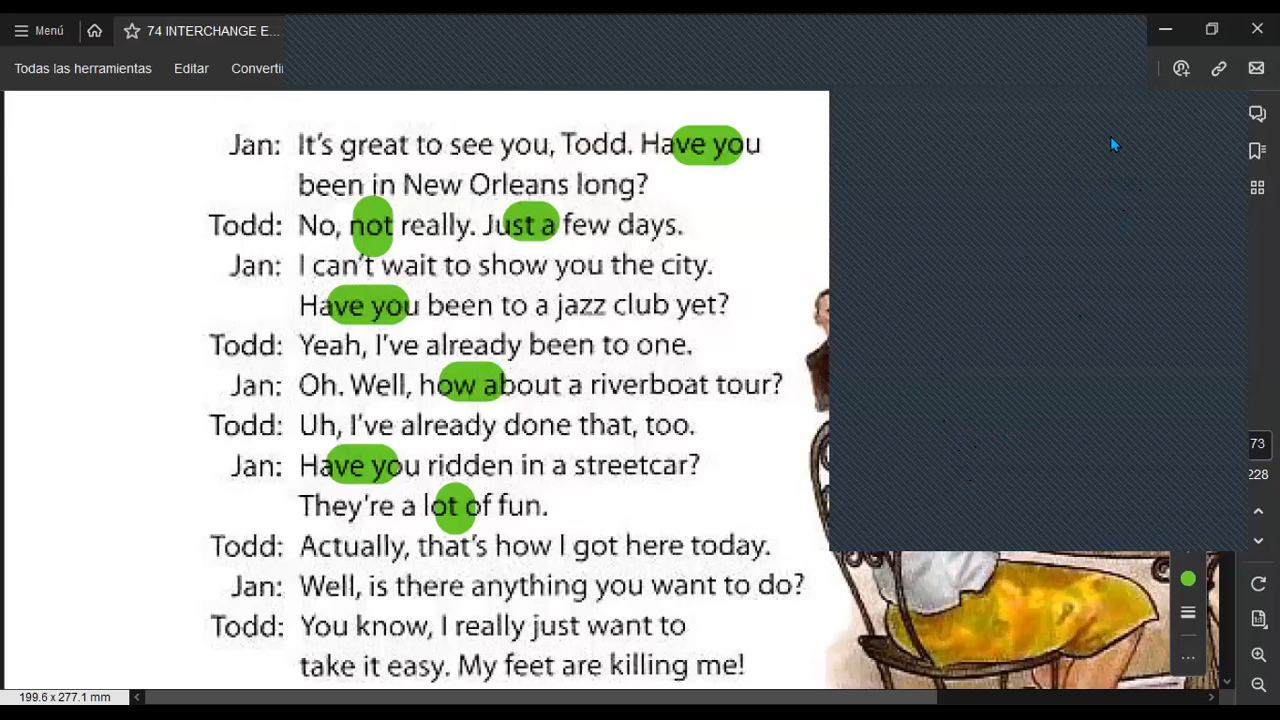 Menú
74 INTERCHANGE E...
Todas las herramientas Editar Converti
Jan: It's great to see you, Todd. Have you
been in New Orleans long?
Todd: No, not really. Just a few days.
Jan: I can't wait to show you the city.
Have you been to a jazz club yet?
Todd: Yeah, I've already been to one.
Jan: Oh. Well, how about a riverboat tour?
Todd: Uh, I've already done that, too.
Jan: Have you ridden in a streetcar?
They're a lot of fun.
Todd: Actually, that's how I got here today.
Jan: Well, is there anything you want to do?
Todd: You know, I really just want to
take it easy. My feet are killing me!
73
228
199.6 x 277.1 mm